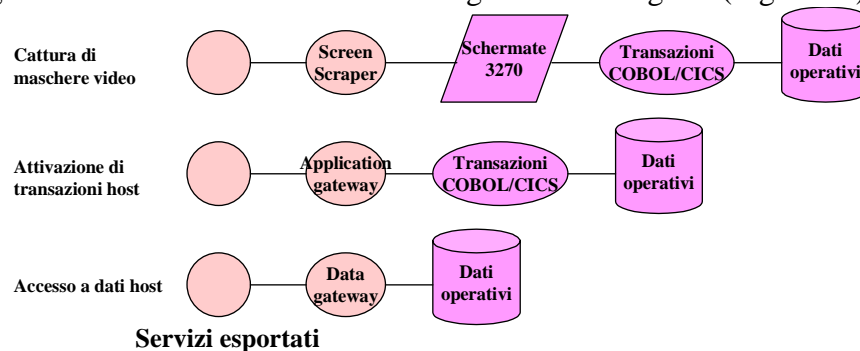 Cattura di
maschere video
Screen
Scraper
Schermate
3270
Transazioni
COBOL/CICS
Dati
operativi
Attivazione di
transazioni host
Application
gateway
Transazioni
COBOL/CICS
Dati
operativi
Accesso a dati host
Data
gateway
Dati
operativi
Servizi esportati